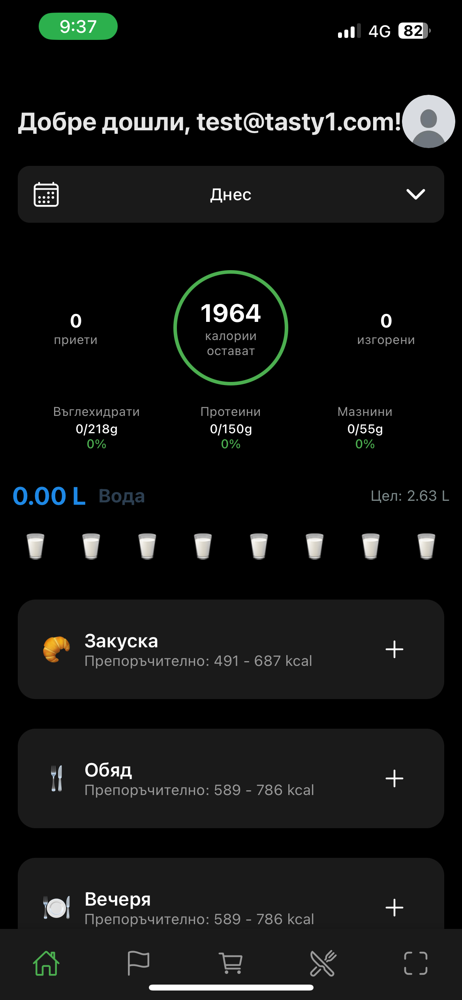 9:37
4G 82
Добре дошли, test@tasty1.com!
Днес
0
приети
1964
калории
остават
0
изгорени
Въглехидрати
0/218g
0%
Протеини
0/150g
0%
Мазнини
0/55g
0%
0.00 L Вода
Цел: 2.63 L
Закуска
Препоръчително: 491 - 687 kcal
Обяд
Препоръчително: 589 - 786 kcal
Вечеря
Препоръчително: 589 - 786 kcal